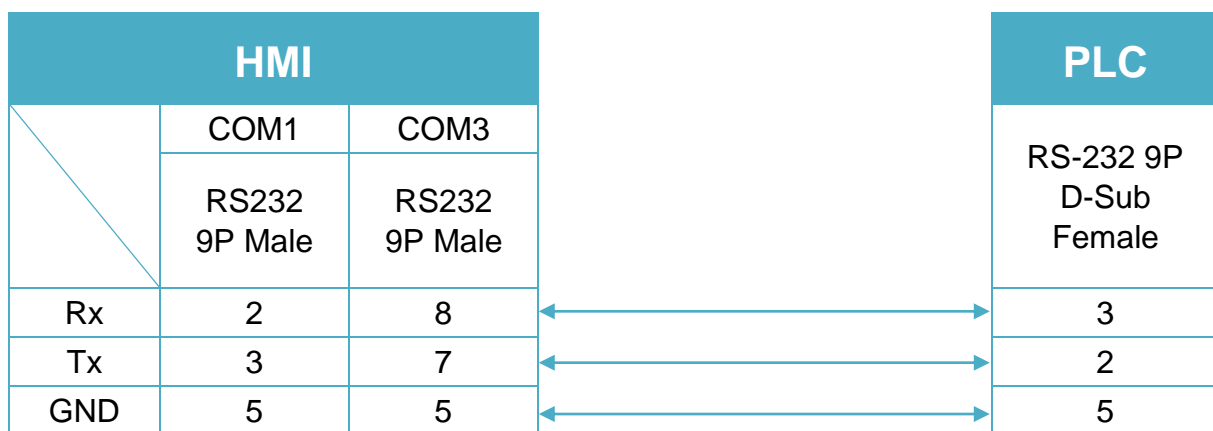 HMI PLC
COM1 COM3
RS-232 9P
D-Sub
Female
RS232
9P Male
RS232
9P Male
Rx 2 8 3
Tx 3 7 2
GND 5 5 5